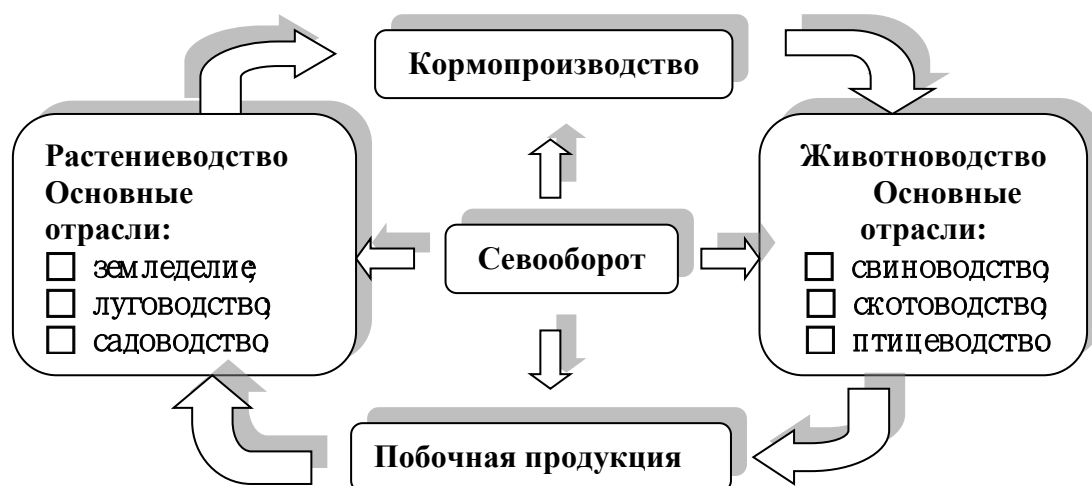 Кормопроизводство
Растениеводство
Основные
отрасли:
земледелие;
луговодство;
садоводство.
Севооборот
Животноводство
Основные
отрасли:
свиноводство;
скотоводство;
птицеводство.
Побочная продукция